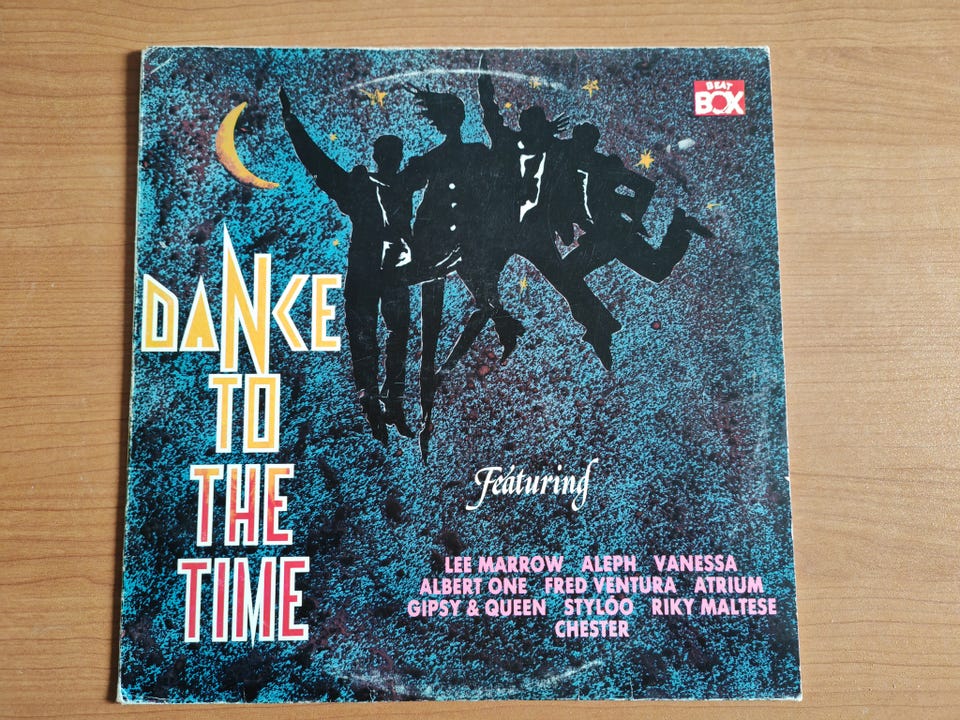 BEAT
BOX
DANCE
TO
THE
TIME
Featuring
LEE MARROW ALEPH VANESSA
ALBERT ONE FRED VENTURA ATRIUM
GIPSY & QUEEN STYLÓO RIKY MALTESE
CHESTER